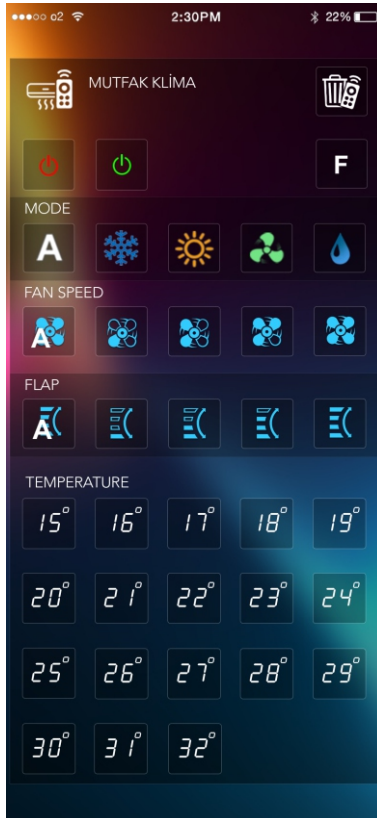 o2 2:30PM 22%
MUTFAK KLİMA
F
MODE
A
FAN SPEED
A
FLAP
A
TEMPERATURE
15° 16° 17° 18° 19°
20° 21° 22° 23° 24°
25° 26° 27° 28° 29°
30° 31° 32°